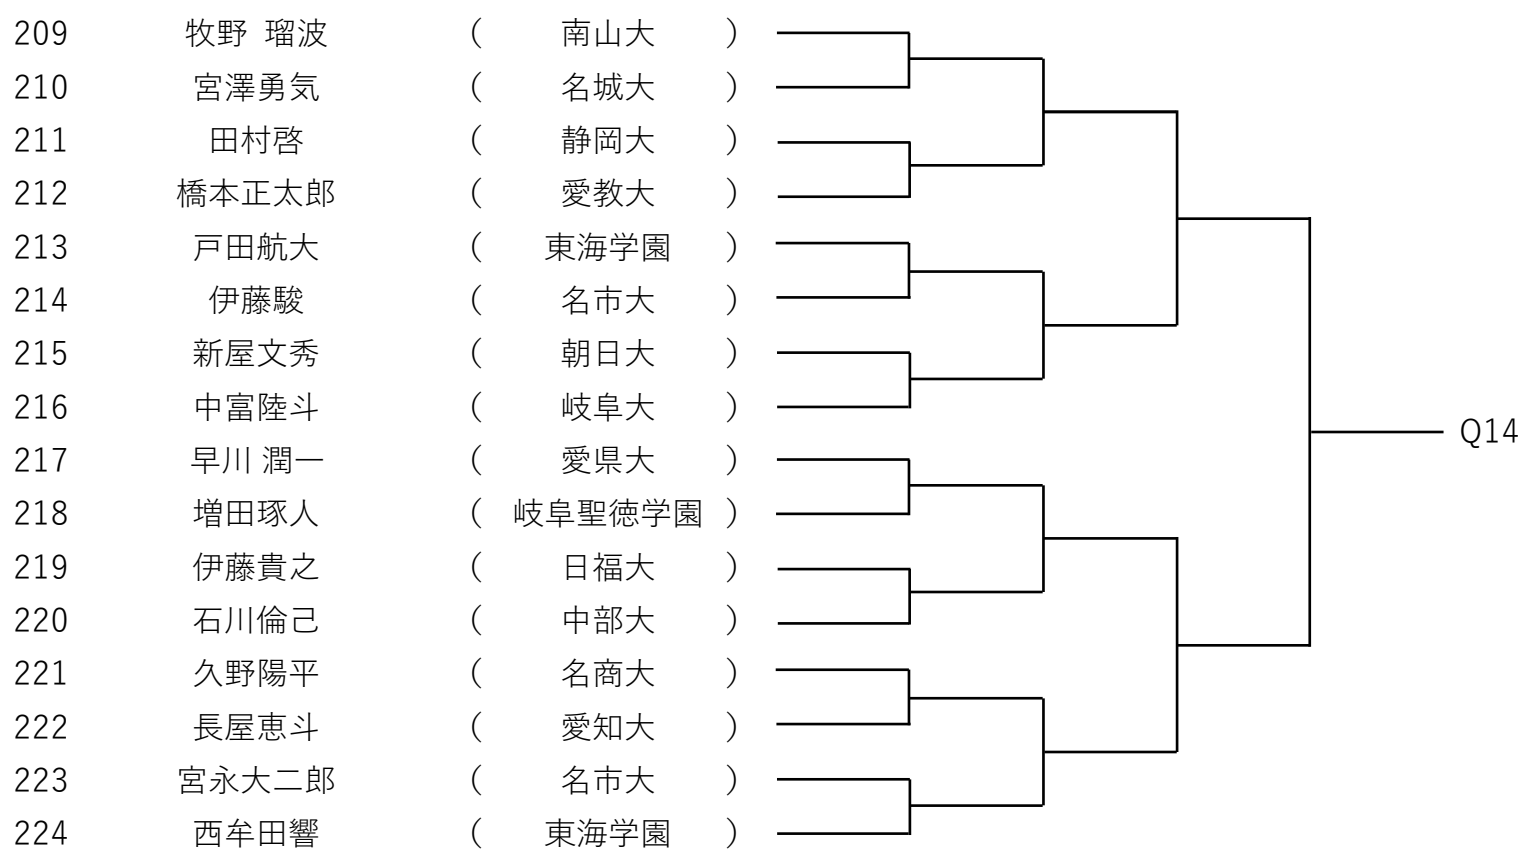 209 牧野 瑠波 ( 南山大 )
210 宮澤勇気 ( 名城大 )
211 田村啓 ( 静岡大 )
212 橋本正太郎 ( 愛教大 )
213 戸田航大 ( 東海学園 )
214 伊藤駿 ( 名市大 )
215 新屋文秀 ( 朝日大 )
216 中富陸斗 ( 岐阜大 )
Q14
217 早川 潤一 ( 愛県大 )
218 増田琢人 ( 岐阜聖徳学園 )
219 伊藤貴之 ( 日福大 )
220 石川倫己 ( 中部大 )
221 久野陽平 ( 名商大 )
222 長屋恵斗 ( 愛知大 )
223 宮永大二郎 ( 名市大 )
224 西牟田響 ( 東海学園 )